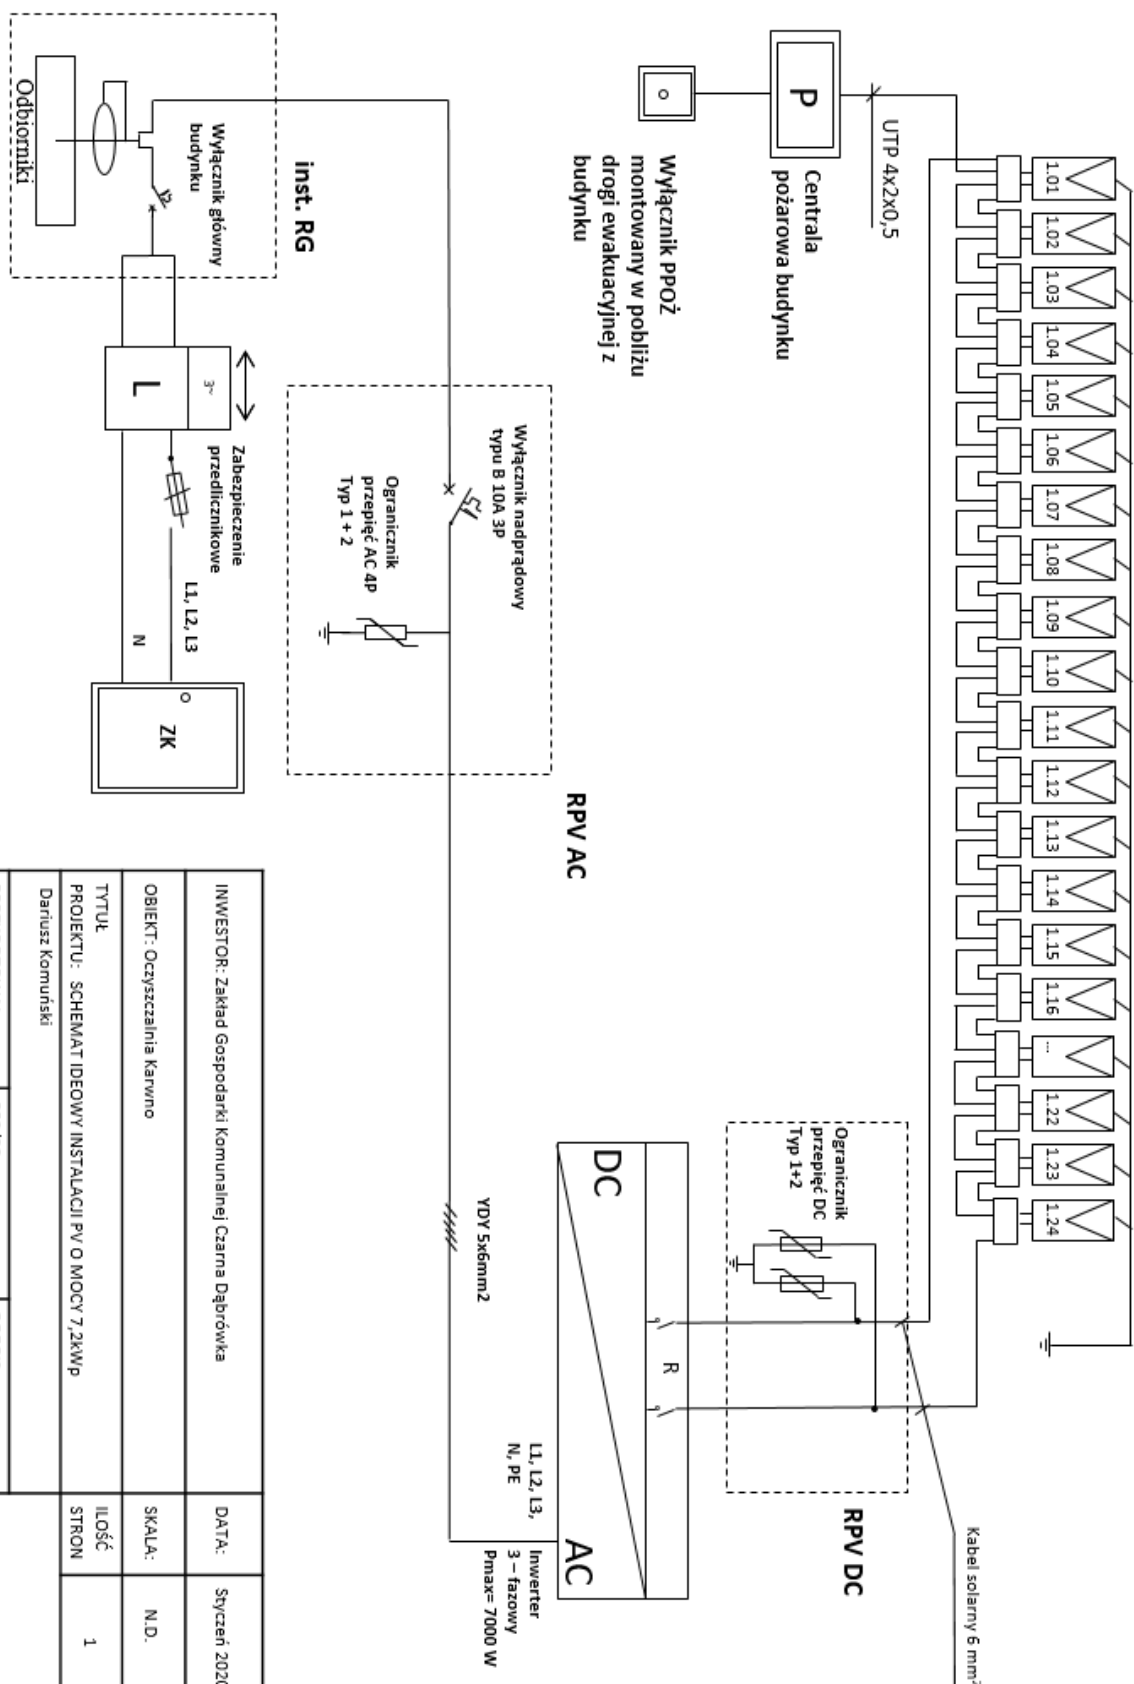 1.01
1.02
1.03
1.04
1.05
1.06
1.07
1.08
1.09
1.10
1.11
1.12
1.13
1.14
1.15
1.16
...
1.22
1.23
1.24
UTP 4x2x0,5
P
Centrala
pożarowa budynku
Wyłącznik PPOŻ
montowany w pobliżu
drogi ewakuacyjnej z
budynku
Kabel solarny 6 mm²
RPV DC
Ogranicznik
przepięć DC
Typ 1+2
R
DC
AC
Inwerter
3 – fazowy
Pmax= 7000 W
L1, L2, L3,
N, PE
YDY 5x6mm2
RPV AC
Wyłącznik nadprądowy
typu B 10A 3P
Ogranicznik
przepięć AC 4P
Typ 1 + 2
inst. RG
Wyłącznik główny
budynku
Odbiorniki
3~
L
Zabezpieczenie
przedlicznikowe
L1, L2, L3
N
ZK
INWESTOR: Zakład Gospodarki Komunalnej Czarna Dąbrówka
DATA: Styczeń 2020
OBIEKT: Oczyszczalnia Karwno
SKALA: N.D.
TYTUŁ
PROJEKTU: SCHEMAT IDEOWY INSTALACJI PV O MOCY 7,2kWp
ILOŚĆ
STRON 1
Dariusz Komuński